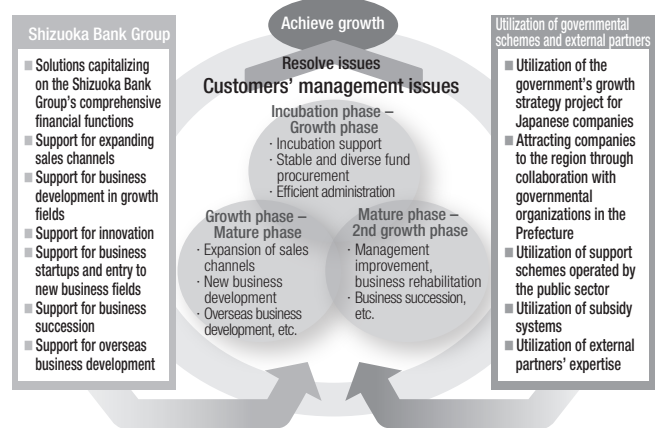 Achieve growth
Resolve issues
Customers’ management issues
Shizuoka Bank Group
■ Solutions capitalizing
on the Shizuoka Bank
Group’s comprehensive
financial functions
■ Support for expanding
sales channels
■ Support for business
development in growth
fields
■ Support for innovation
■ Support for business
startups and entry to
new business fields
■ Support for business
succession
■ Support for overseas
business development
Incubation phase –
Growth phase
· Incubation support
· Stable and diverse fund
procurement
· Efficient administration
Growth phase –
Mature phase
· Expansion of sales
channels
· New business
development
· Overseas business
development, etc.
Mature phase –
2nd growth phase
· Management
improvement,
business rehabilitation
· Business succession,
etc.
Utilization of governmental
schemes and external partners
■ Utilization of the
government’s growth
strategy project for
Japanese companies
■ Attracting companies
to the region through
collaboration with
governmental
organizations in the
Prefecture
■ Utilization of support
schemes operated by
the public sector
■ Utilization of subsidy
systems
■ Utilization of external
partners’ expertise